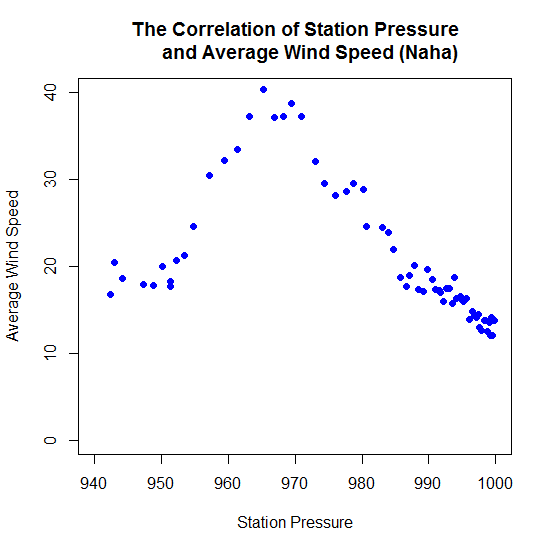 The Correlation of Station Pressure
and Average Wind Speed (Naha)
40
30
20
10
0
Average Wind Speed
940 950 960 970 980 990 1000
Station Pressure